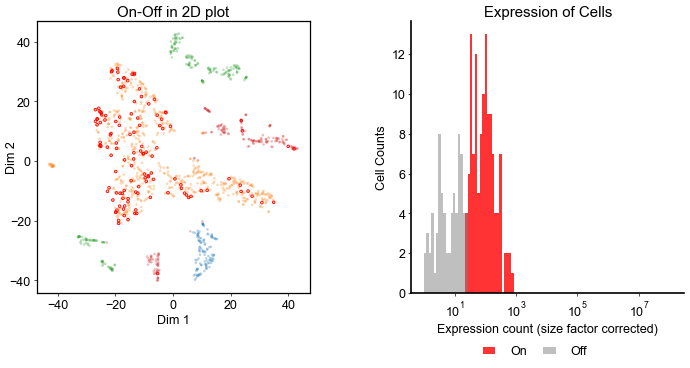 On-Off in 2D plot
40
20
0
−20
−40
Dim 2
−40 −20 0 20 40
Dim 1
Expression of Cells
12
10
8
6
4
2
0
Cell Counts
10^1 10^3 10^5 10^7
Expression count (size factor corrected)
On Off